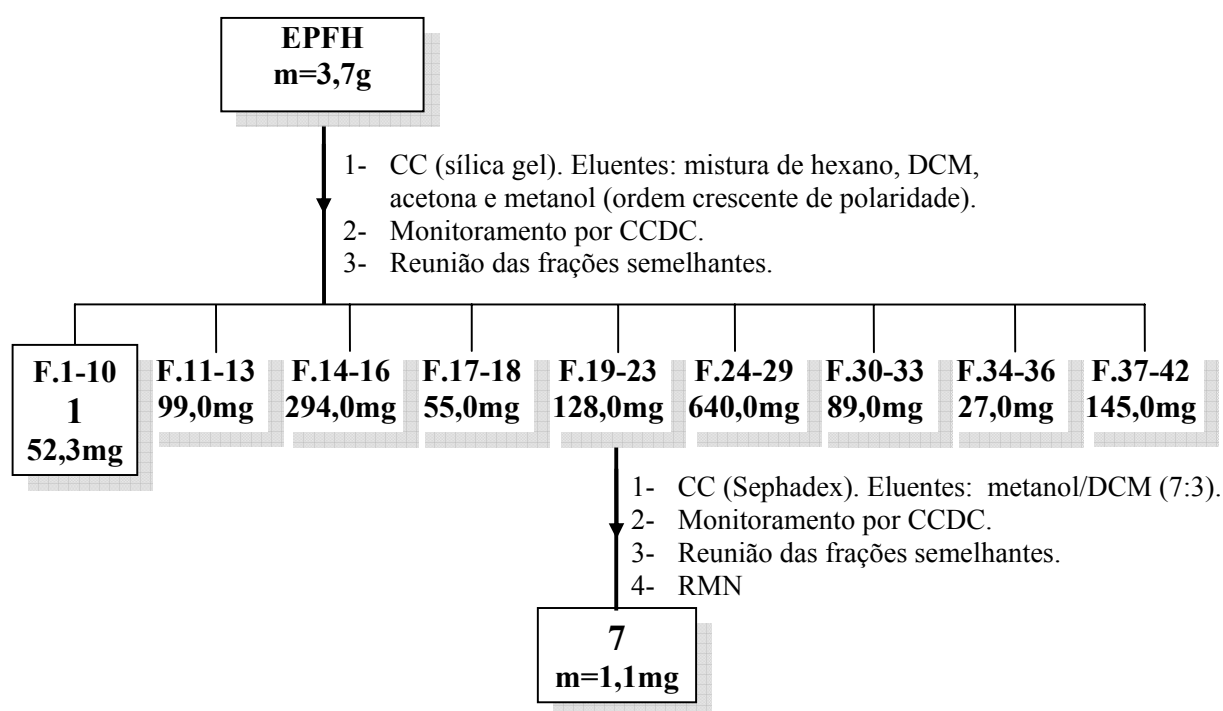 EPFH
m=3,7g
1- CC (sílica gel). Eluentes: mistura de hexano, DCM,
acetona e metanol (ordem crescente de polaridade).
2- Monitoramento por CCDC.
3- Reunião das frações semelhantes.
F.1-10
1
52,3mg
F.11-13
99,0mg
F.14-16
294,0mg
F.17-18
55,0mg
F.19-23
128,0mg
F.24-29
640,0mg
F.30-33
89,0mg
F.34-36
27,0mg
F.37-42
145,0mg
1- CC (Sephadex). Eluentes: metanol/DCM (7:3).
2- Monitoramento por CCDC.
3- Reunião das frações semelhantes.
4- RMN
7
m=1,1mg